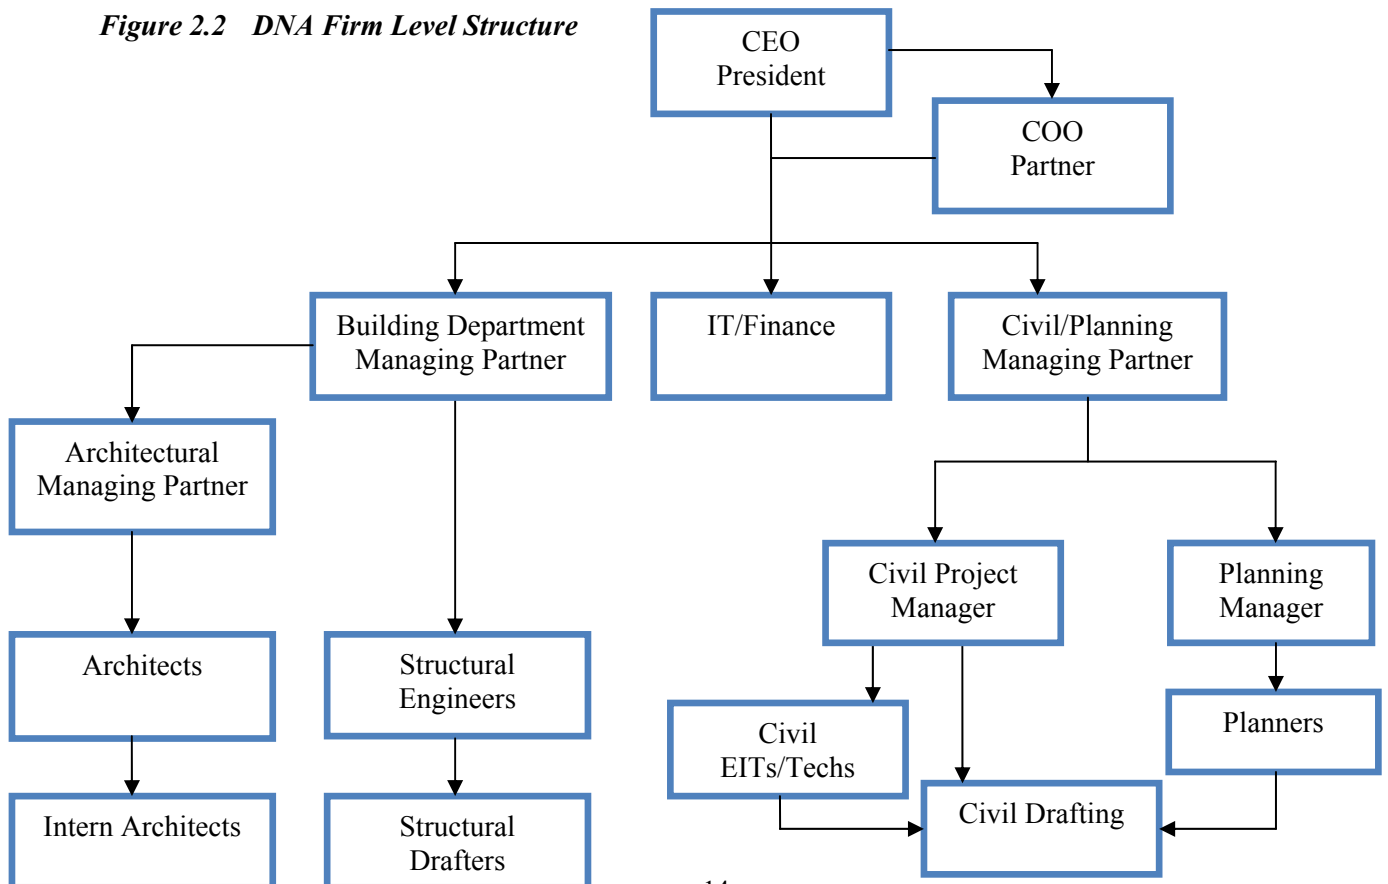 Figure 2.2 DNA Firm Level Structure
CEO
President
COO
Partner
Building Department
Managing Partner
IT/Finance
Civil/Planning
Managing Partner
Architectural
Managing Partner
Civil Project
Manager
Planning
Manager
Architects
Structural
Engineers
Civil
EITs/Techs
Planners
Intern Architects
Structural
Drafters
Civil Drafting
14